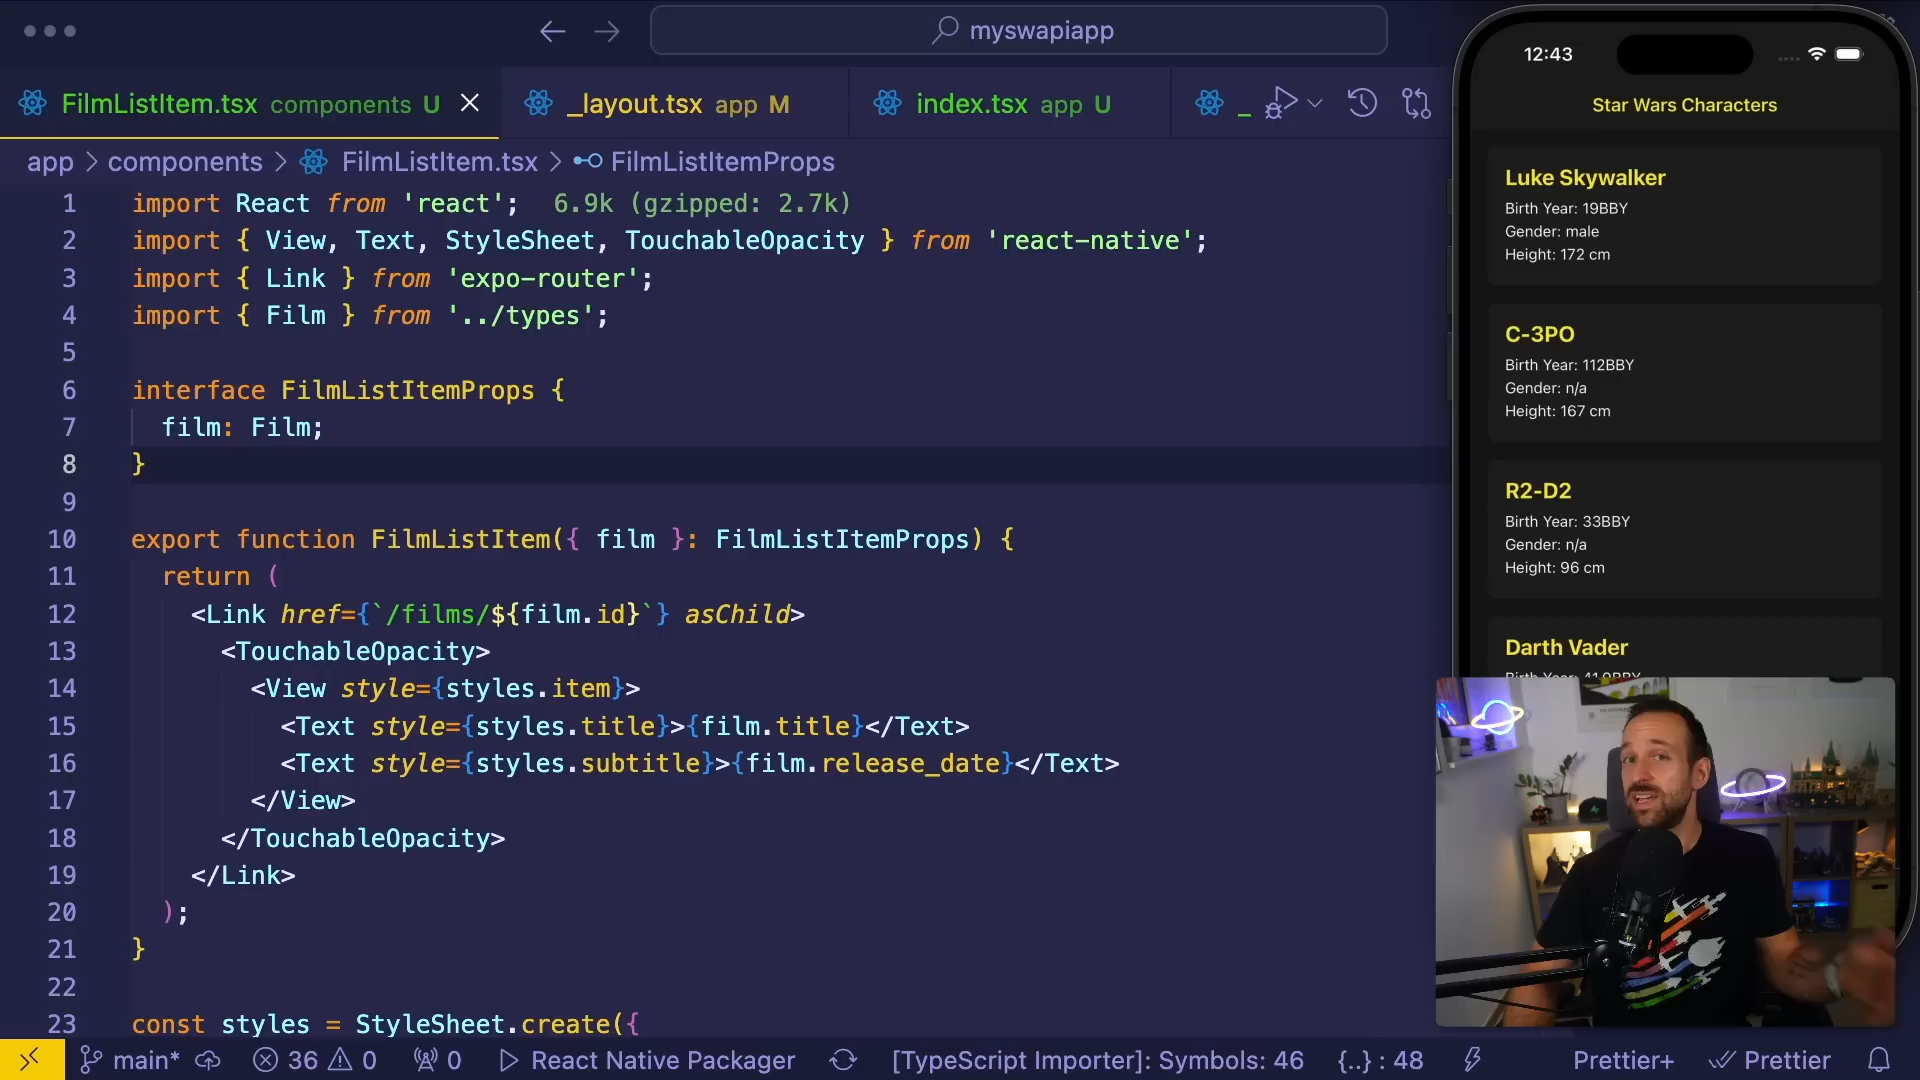 myswapiapp
FilmListItem.tsx components U
_layout.tsx app M
index.tsx app U
_
app > components > FilmListItem.tsx > FilmListItemProps
1 import React from 'react'; 6.9k (gzipped: 2.7k)
2 import { View, Text, StyleSheet, TouchableOpacity } from 'react-native';
3 import { Link } from 'expo-router';
4 import { Film } from '../types';
5
6 interface FilmListItemProps {
7 film: Film;
8 }
9
10 export function FilmListItem({ film }: FilmListItemProps) {
11 return (
12 <Link href={`/films/${film.id}`} asChild>
13 <TouchableOpacity>
14 <View style={styles.item}>
15 <Text style={styles.title}>{film.title}</Text>
16 <Text style={styles.subtitle}>{film.release_date}</Text>
17 </View>
18 </TouchableOpacity>
19 </Link>
20 );
21 }
22
23 const styles = StyleSheet.create({
main* 36 0 0 React Native Packager [TypeScript Importer]: Symbols: 46 {..} : 48 Prettier+ Prettier
12:43
Star Wars Characters
Luke Skywalker
Birth Year: 19BBY
Gender: male
Height: 172 cm
C-3PO
Birth Year: 112BBY
Gender: n/a
Height: 167 cm
R2-D2
Birth Year: 33BBY
Gender: n/a
Height: 96 cm
Darth Vader
Birth Year: 41.9BBY